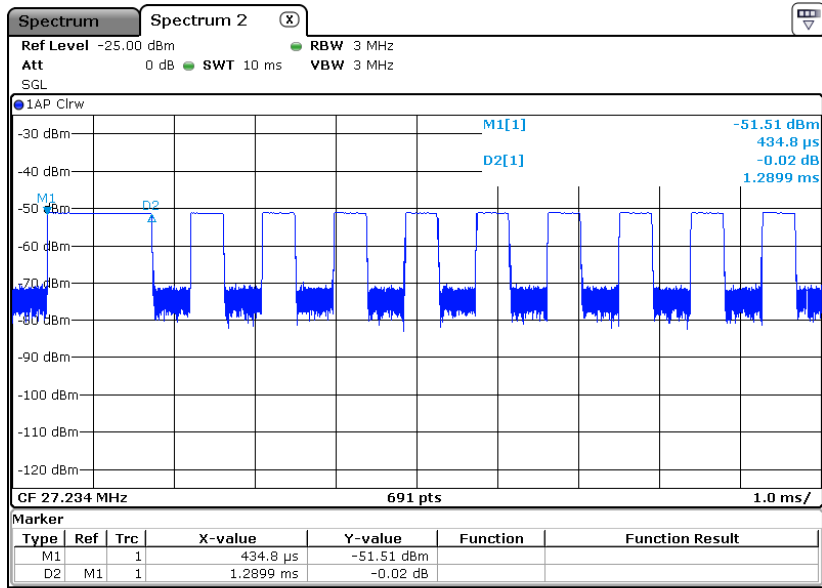 Spectrum Spectrum 2 X
Ref Level -25.00 dBm RBW 3 MHz
Att 0 dB SWT 10 ms VBW 3 MHz
SGL
1AP Clrw
M1[1] -51.51 dBm
434.8 µs
D2[1] -0.02 dB
1.2899 ms
-30 dBm
-40 dBm
M1
D2
-50 dBm
-60 dBm
-70 dBm
-80 dBm
-90 dBm
-100 dBm
-110 dBm
-120 dBm
CF 27.234 MHz 691 pts 1.0 ms/
Marker
Type Ref Trc X-value Y-value Function Function Result
M1 1 434.8 µs -51.51 dBm
D2 M1 1 1.2899 ms -0.02 dB